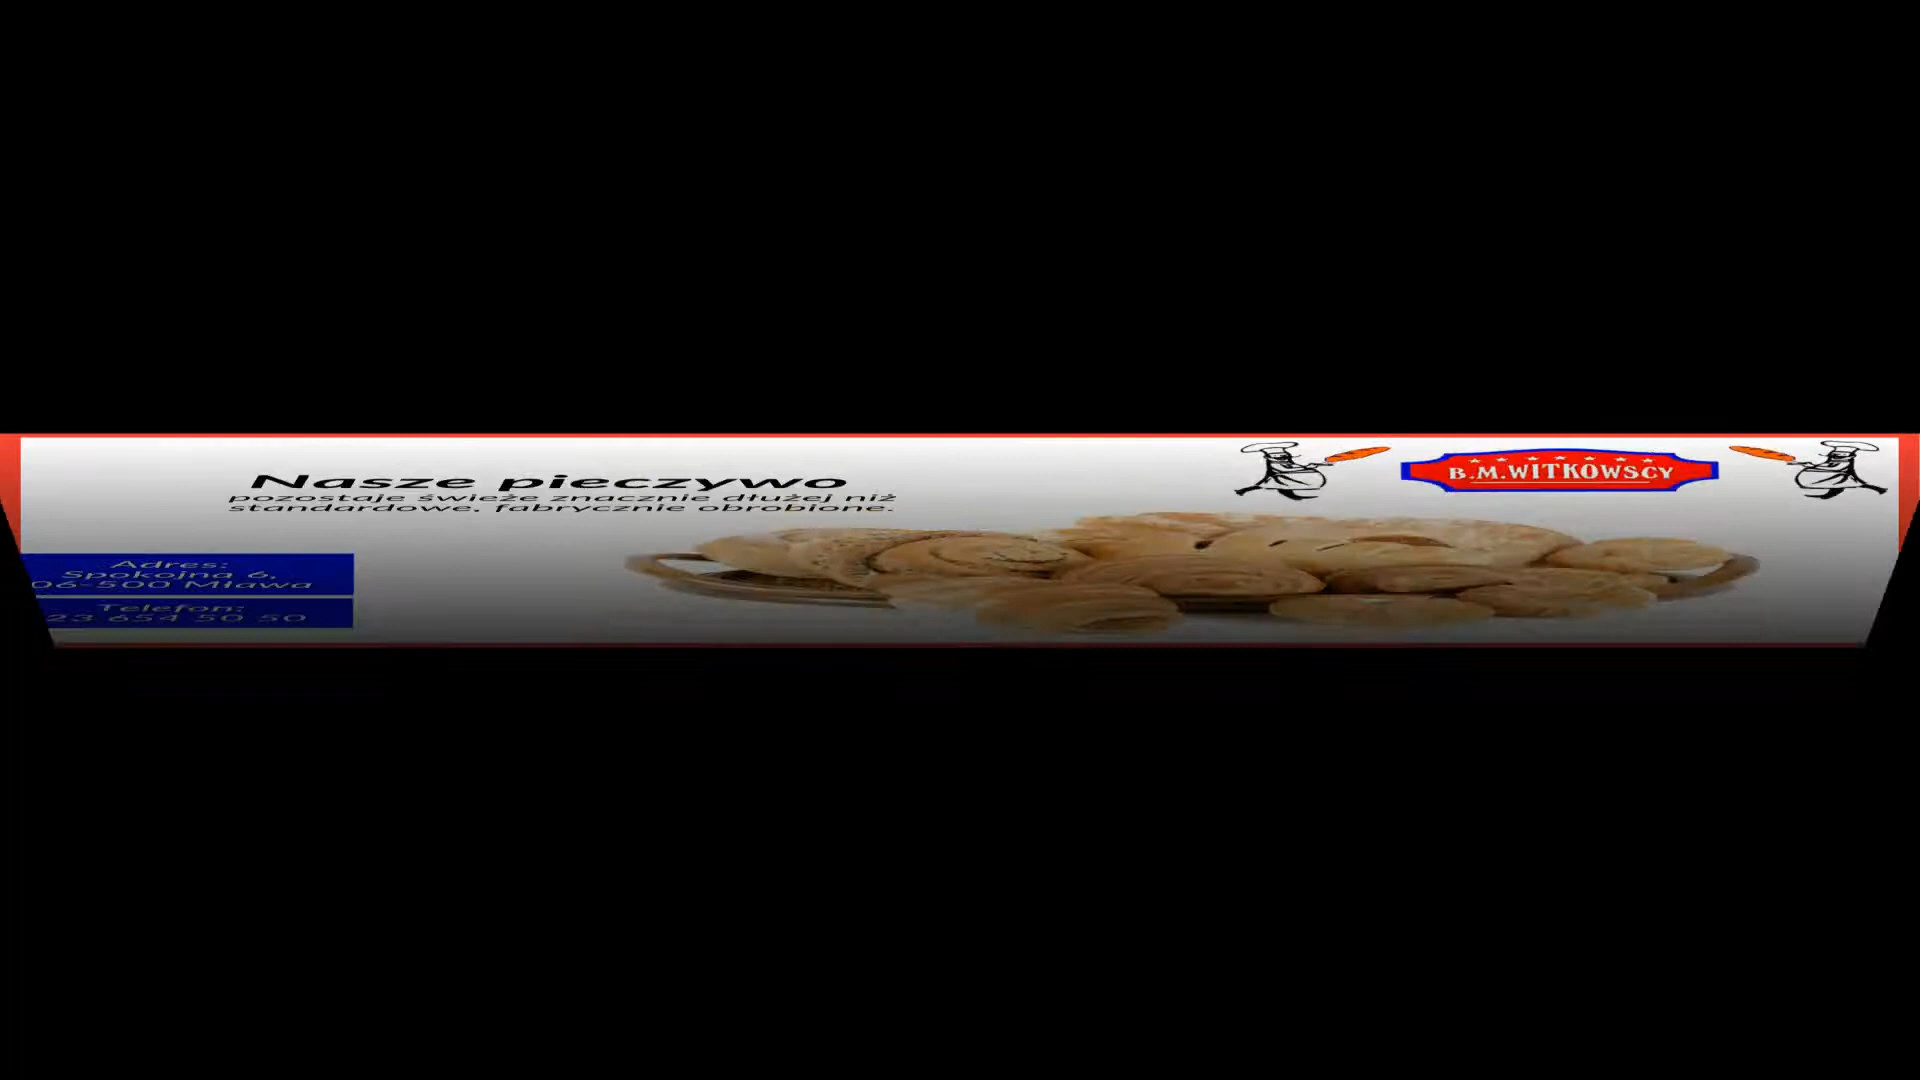 Nasze pieczywo
pozostaje świeże znacznie dłużej niż
standardowe, fabrycznie obrobione.
B.M.WITKOWSCY
Adres:
Spokojna 6,
06-500 Mława
Telefon:
23 654 50 50